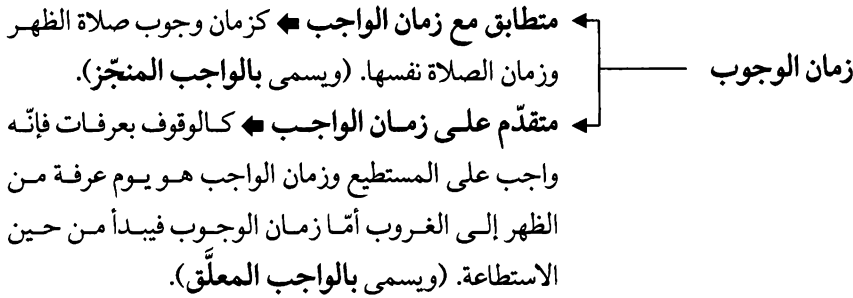 زمان الوجوب
متطابق مع زمان الواجب ⬅ كزمان وجوب صلاة الظهر
وزمان الصلاة نفسها. (ويسمى بالواجب المنجّز).
متقدّم على زمان الواجب ⬅ كالوقوف بعرفات فإنّه
واجب على المستطيع وزمان الواجب هو يوم عرفة من
الظهر إلى الغروب أمّا زمان الوجوب فيبدأ من حين
الاستطاعة. (ويسمى بالواجب المعلَّق).